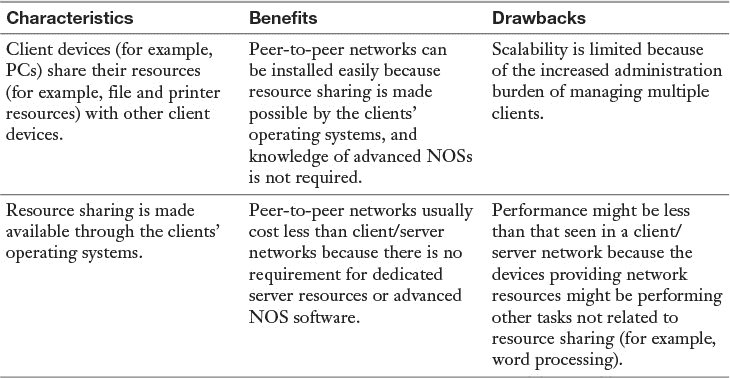 Characteristics
Benefits
Drawbacks
Client devices (for example,
PCs) share their resources
(for example, file and printer
resources) with other client
devices.
Peer-to-peer networks can
be installed easily because
resource sharing is made
possible by the clients’
operating systems, and
knowledge of advanced NOSs
is not required.
Scalability is limited because
of the increased administration
burden of managing multiple
clients.
Resource sharing is made
available through the clients’
operating systems.
Peer-to-peer networks usually
cost less than client/server
networks because there is no
requirement for dedicated
server resources or advanced
NOS software.
Performance might be less
than that seen in a client/
server network because the
devices providing network
resources might be performing
other tasks not related to
resource sharing (for example,
word processing).